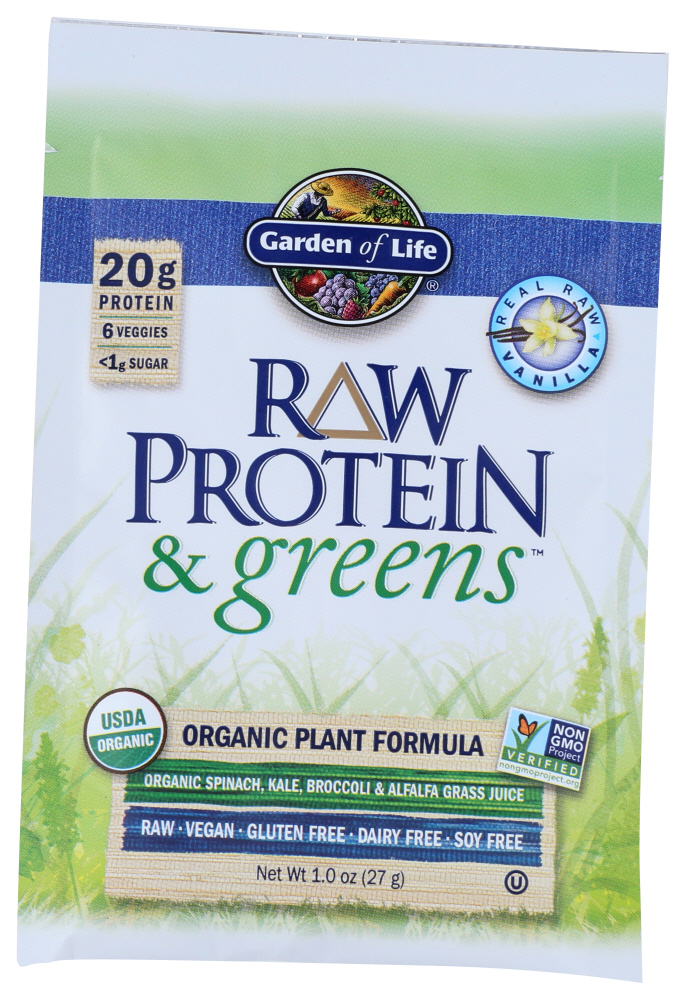 Garden of Life
®
20g
PROTEIN
6 VEGGIES
<1g SUGAR
REAL RAW
VANILLA
RAW
PROTEIN
& greens™
USDA
ORGANIC
ORGANIC PLANT FORMULA
NON
GMO
Project
VERIFIED
nongmoproject.org
ORGANIC SPINACH, KALE, BROCCOLI & ALFALFA GRASS JUICE
RAW · VEGAN · GLUTEN FREE · DAIRY FREE · SOY FREE
Net Wt 1.0 oz (27 g)
U